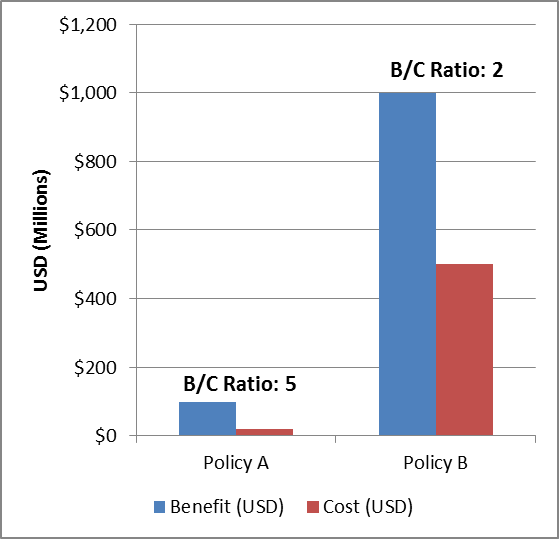 $1,200
$1,000
$800
$600
$400
$200
$0
USD (Millions)
B/C Ratio: 5
B/C Ratio: 2
Policy A
Policy B
Benefit (USD)
Cost (USD)